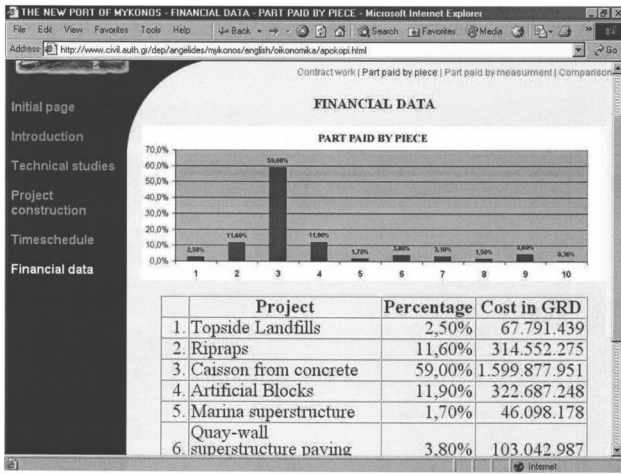 THE NEW PORT OF MYKONOS - FINANCIAL DATA - PART PAID BY PIECE - Microsoft Internet Explorer
File Edit View Favorites Tools Help Back Search Favorites Media
Address http://www.civil.auth.gr/dep/angelides/mykonos/english/oikonomika/apokopi.html Go
Contract work | Part paid by piece | Part paid by measurment | Comparison
Initial page
Introduction
Technical studies
Project
construction
Timeschedule
Financial data
FINANCIAL DATA
PART PAID BY PIECE
70,0%
60,0%
50,0%
40,0%
30,0%
20,0%
10,0%
0,0%
2,50% 11,60% 59,00% 11,90% 1,70% 3,80% 3,10% 1,50% 4,60% 0,30%
1 2 3 4 5 6 7 8 9 10
Project Percentage Cost in GRD
1. Topside Landfills 2,50% 67.791.439
2. Ripraps 11,60% 314.552.275
3. Caisson from concrete 59,00% 1.599.877.951
4. Artificial Blocks 11,90% 322.687.248
5. Marina superstructure 1,70% 46.098.178
Quay-wall
6. superstructure paving 3,80% 103.042.987
Internet